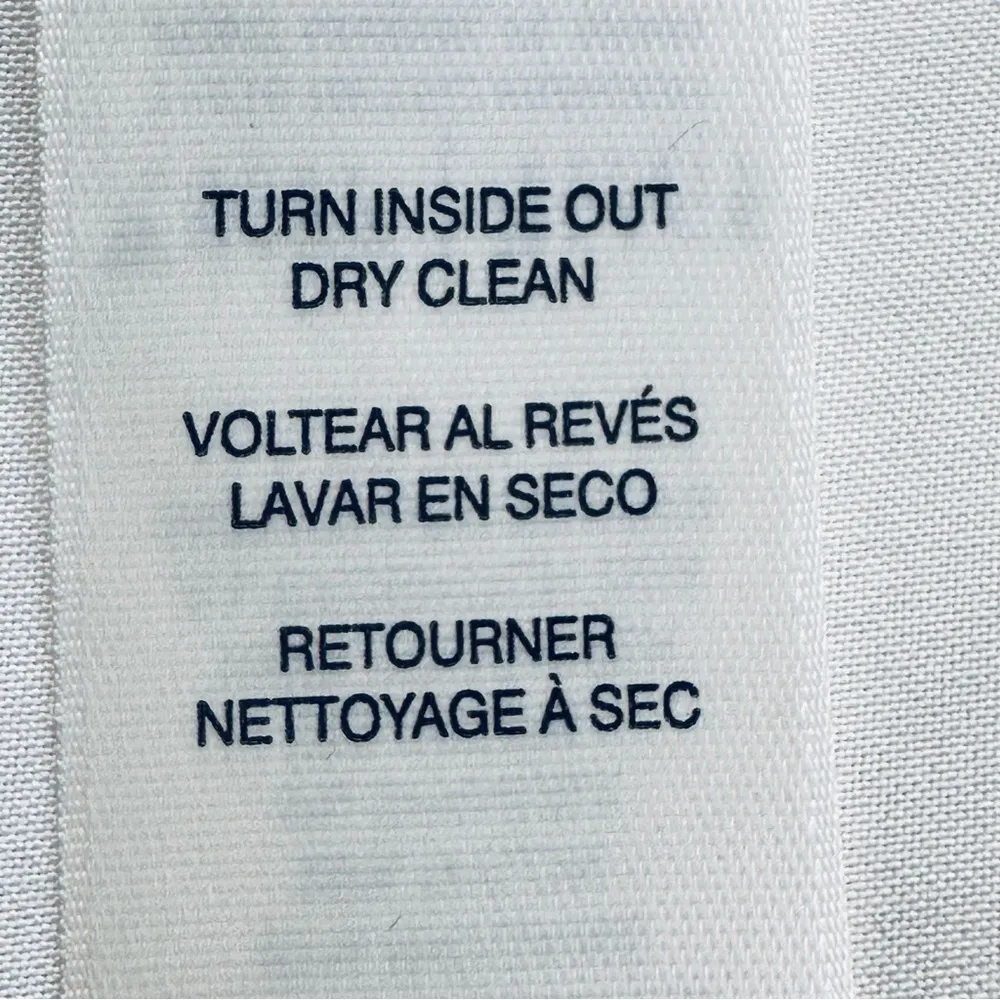 TURN INSIDE OUT
DRY CLEAN
VOLTEAR AL REVÉS
LAVAR EN SECO
RETOURNER
NETTOYAGE À SEC